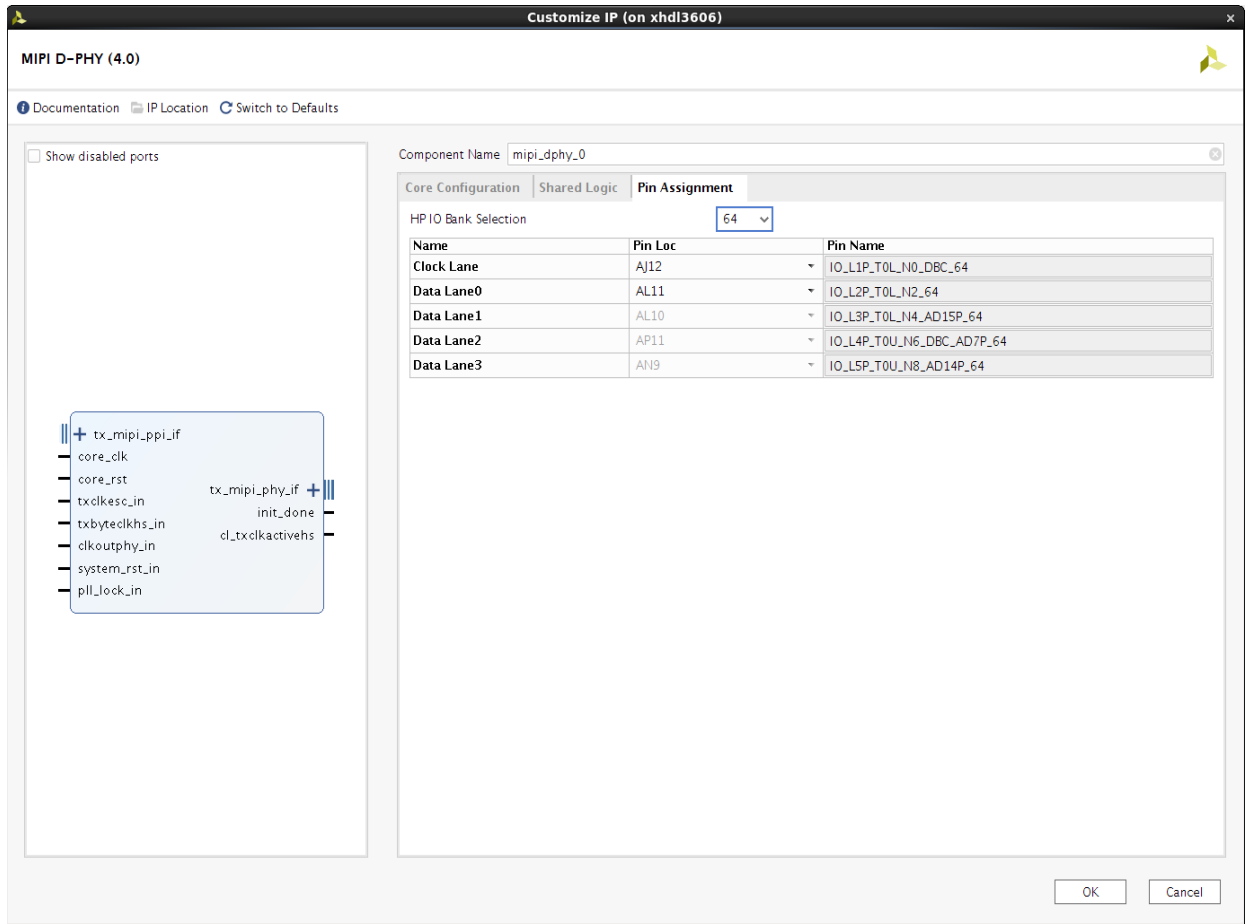 Customize IP (on xhdl3606)
MIPI D-PHY (4.0)
Documentation IP Location Switch to Defaults
Show disabled ports
tx_mipi_ppi_if
core_clk
core_rst
txclkesc_in
txbyteclkhs_in
clkoutphy_in
system_rst_in
pll_lock_in
tx_mipi_phy_if
init_done
cl_txclkactivehs
Component Name mipi_dphy_0
Core Configuration Shared Logic Pin Assignment
HP IO Bank Selection 64
Name Pin Loc Pin Name
Clock Lane AJ12 IO_L1P_T0L_N0_DBC_64
Data Lane0 AL11 IO_L2P_T0L_N2_64
Data Lane1 AL10 IO_L3P_T0L_N4_AD15P_64
Data Lane2 AP11 IO_L4P_T0U_N6_DBC_AD7P_64
Data Lane3 AN9 IO_L5P_T0U_N8_AD14P_64
OK Cancel